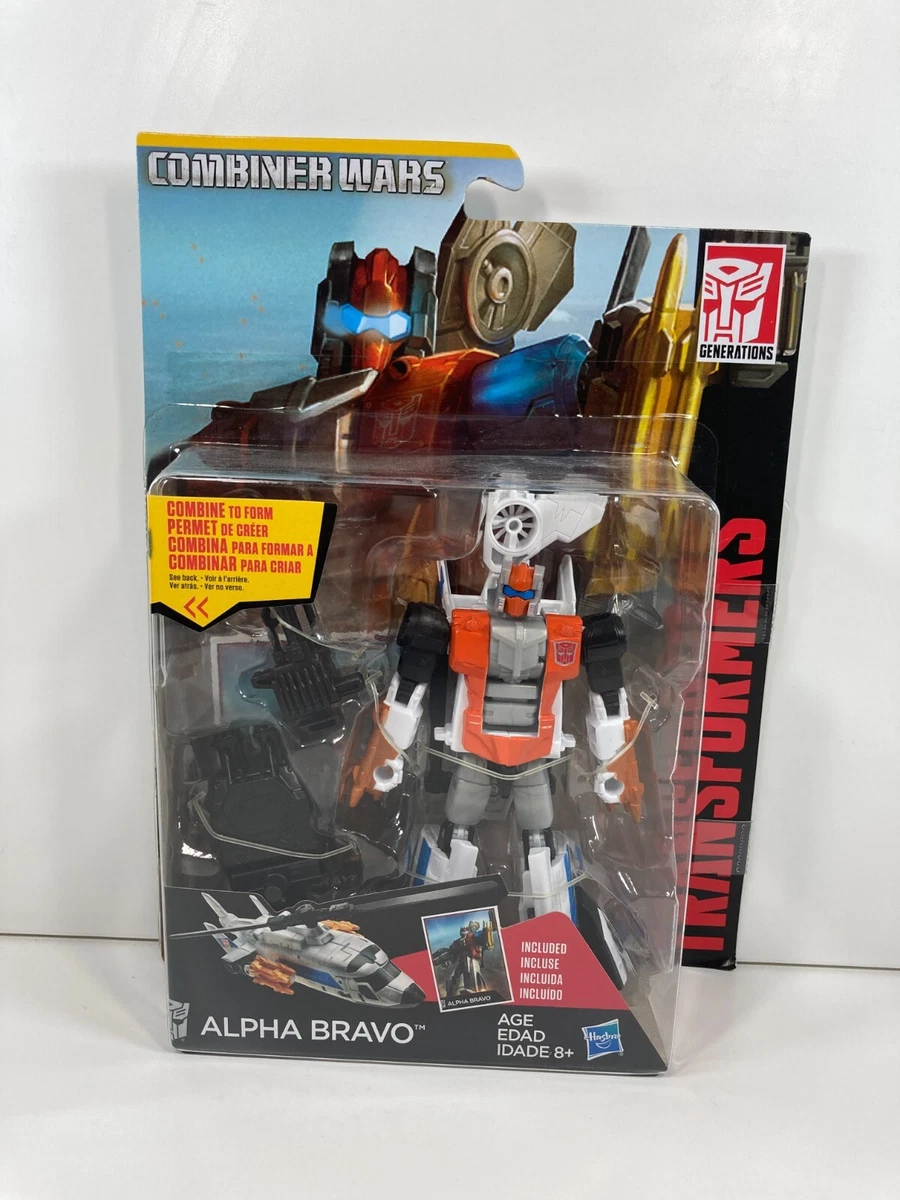 COMBINER WARS
GENERATIONS
COMBINE TO FORM
PERMET DE CRÉER
COMBINA PARA FORMAR A
COMBINAR PARA CRIAR
See back. • Voir à l'arrière.
Ver atrás. • Ver no verso.
TRANSFORMERS
INCLUDED
INCLUSE
INCLUIDA
INCLUÍDO
ALPHA BRAVO
ALPHA BRAVO™
AGE
EDAD
IDADE 8+
Hasbro